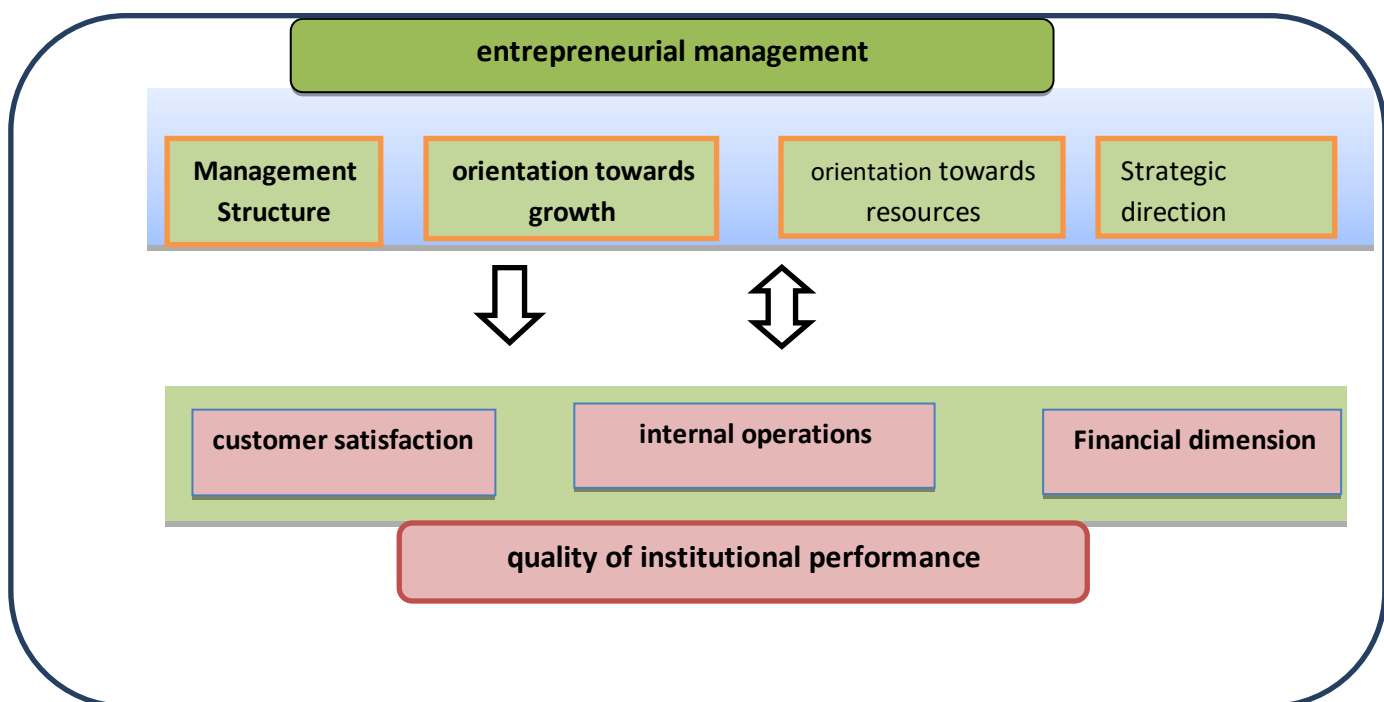 entrepreneurial management
Management
Structure
orientation towards
growth
orientation towards
resources
Strategic
direction
customer satisfaction
internal operations
Financial dimension
quality of institutional performance